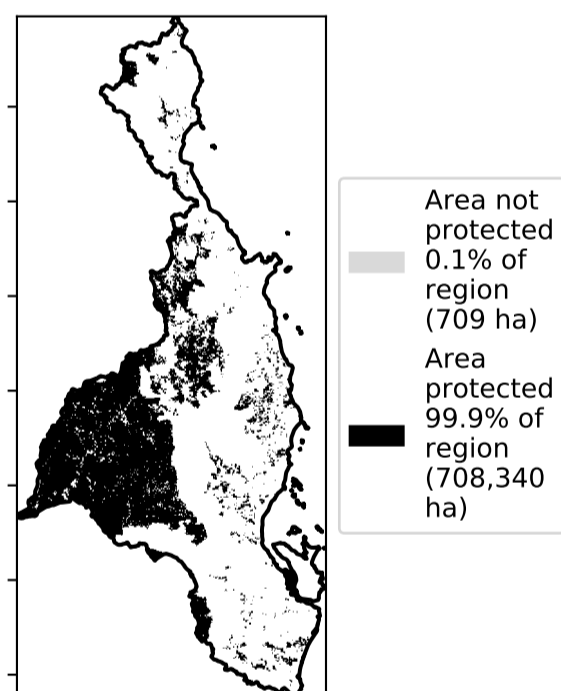 Area not
protected
0.1% of
region
(709 ha)
Area
protected
99.9% of
region
(708,340
ha)